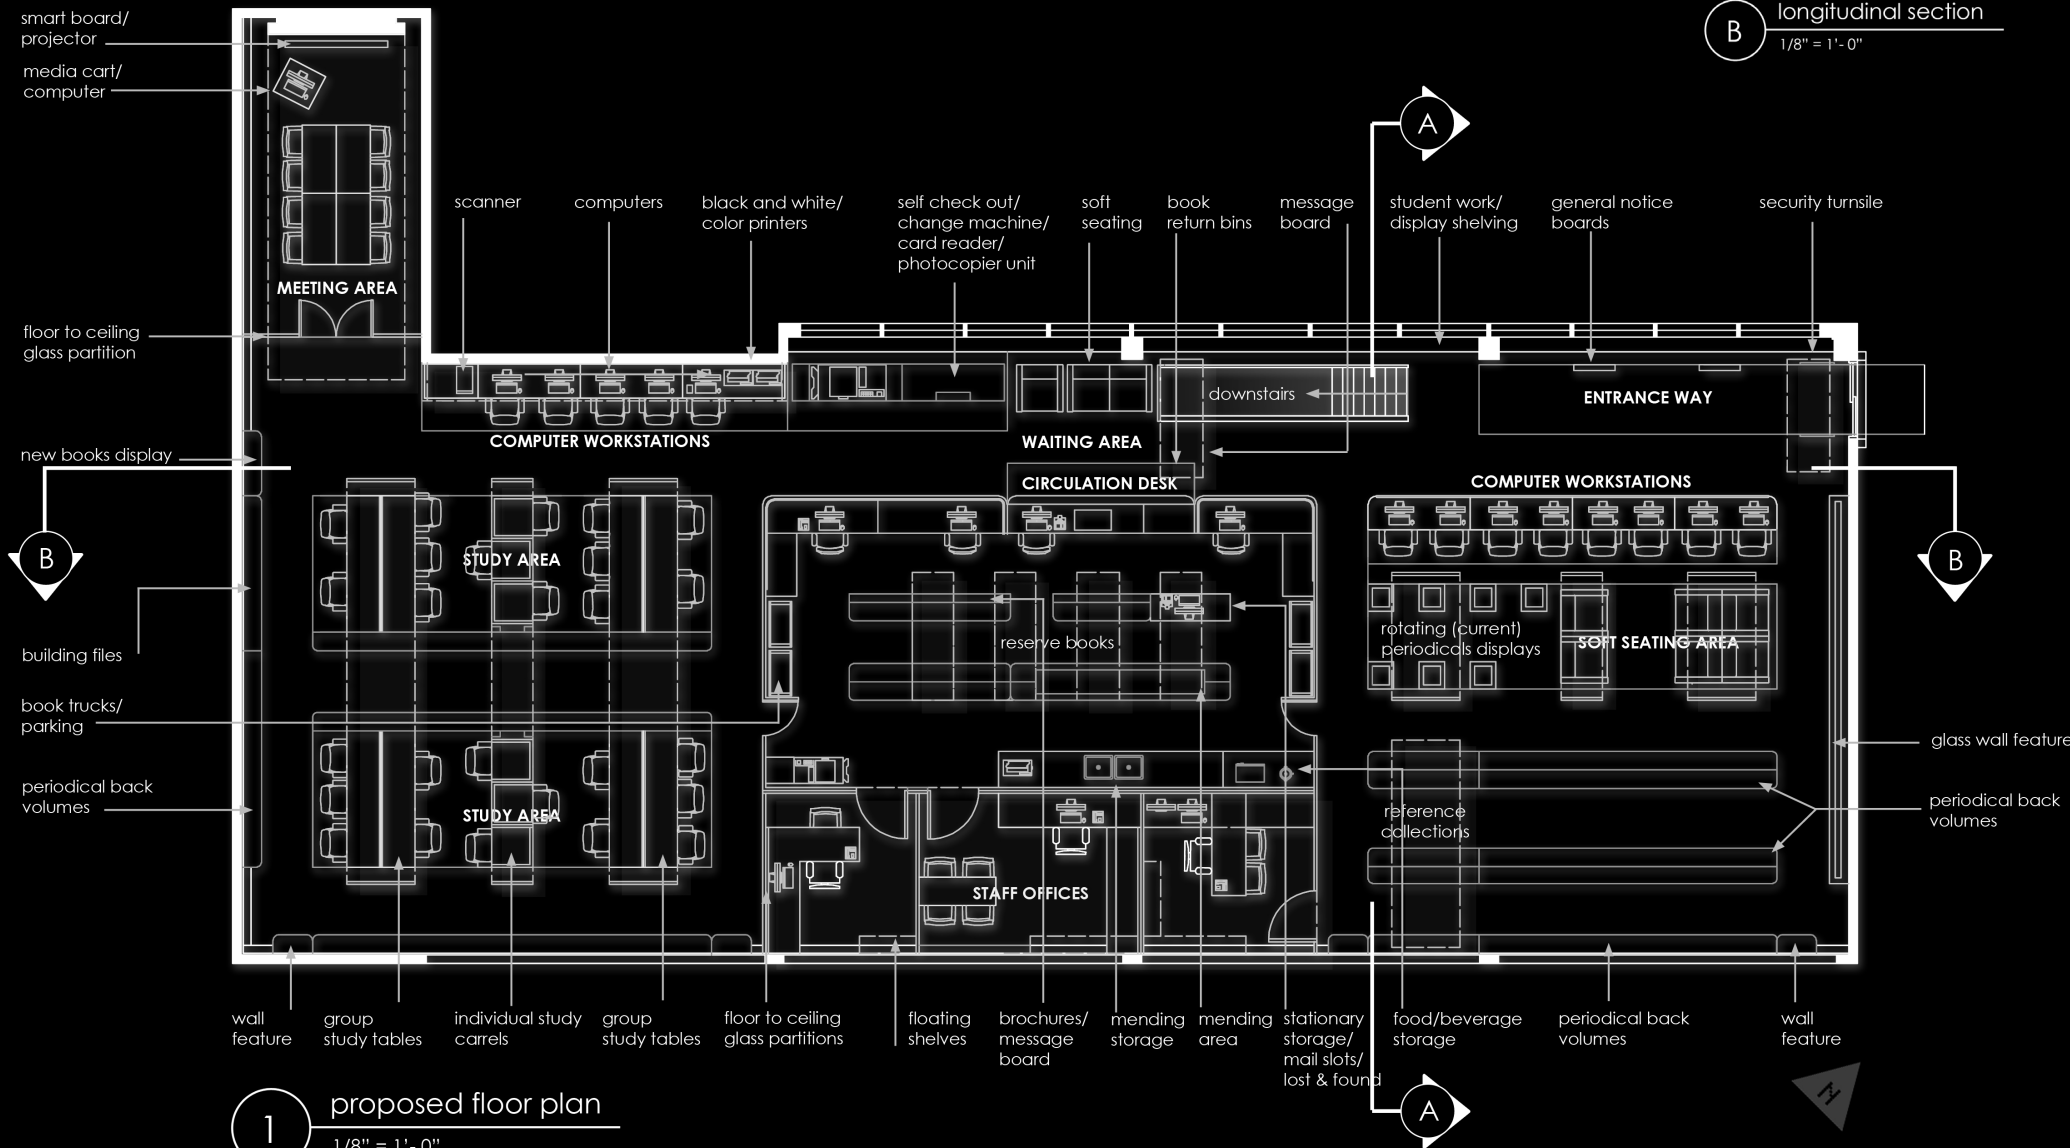 smart board/
projector
media cart/
computer
B
longitudinal section
1/8" = 1'- 0"
A
scanner
computers
black and white/
color printers
self check out/
change machine/
card reader/
photocopier unit
soft
seating
book
return bins
message
board
student work/
display shelving
general notice
boards
security turnsile
MEETING AREA
floor to ceiling
glass partition
downstairs
ENTRANCE WAY
COMPUTER WORKSTATIONS
WAITING AREA
new books display
CIRCULATION DESK
COMPUTER WORKSTATIONS
B
STUDY AREA
B
building files
reserve books
rotating (current)
periodicals displays
SOFT SEATING AREA
book trucks/
parking
glass wall feature
periodical back
volumes
STUDY AREA
reference
collections
periodical back
volumes
STAFF OFFICES
wall
feature
group
study tables
individual study
carrels
group
study tables
floor to ceiling
glass partitions
floating
shelves
brochures/
message
board
mending
storage
mending
area
stationary
storage/
mail slots/
lost & found
food/beverage
storage
periodical back
volumes
wall
feature
1
proposed floor plan
1/8" = 1'- 0"
A
N